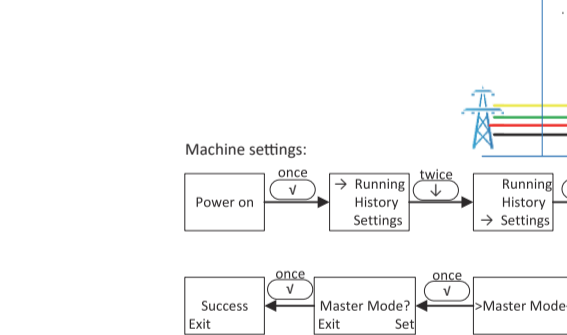 Machine settings:
once
√
twice
↓
Power on
→ Running
History
Settings
Running
History
→ Settings
once
√
once
√
Success
Exit
Master Mode?
Exit Set
>Master Mode